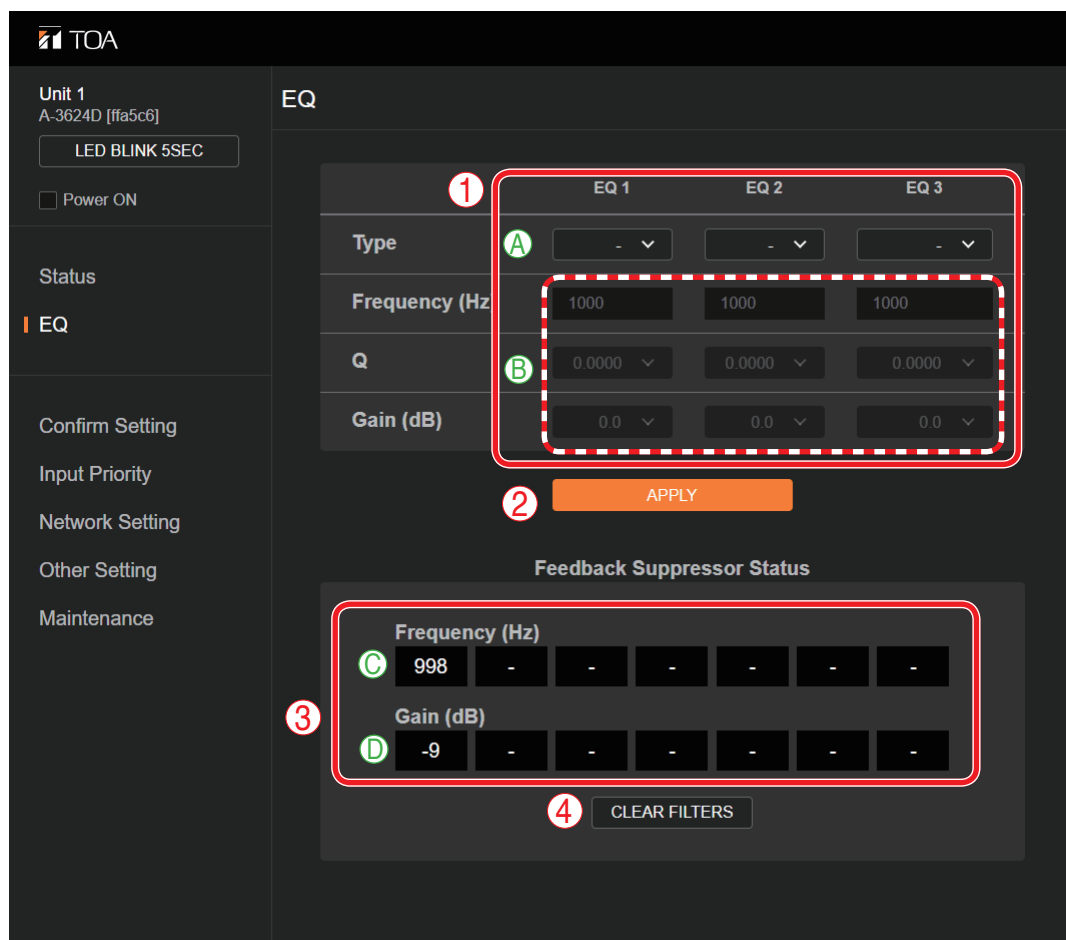 TOA
Unit 1
A-3624D [ffa5c6]
LED BLINK 5SEC
Power ON
Status
EQ
Confirm Setting
Input Priority
Network Setting
Other Setting
Maintenance
EQ
1 EQ 1 EQ 2 EQ 3
Type A - - -
Frequency (Hz 1000 1000 1000
Q B 0.0000 0.0000 0.0000
Gain (dB) 0.0 0.0 0.0
2 APPLY
Feedback Suppressor Status
3
Frequency (Hz)
C 998 - - - - - -
Gain (dB)
D -9 - - - - - -
4 CLEAR FILTERS